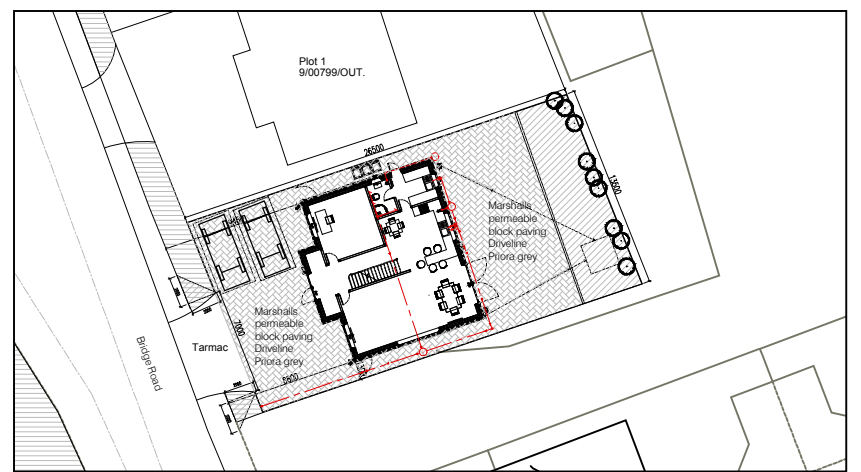 Plot 1
9/00799/OUT.
26500
13500
Marshalls
permeable
block paving
Driveline
Priora grey
Marshalls
permeable
block paving
Driveline
Priora grey
7000
Tarmac
Bridge Road